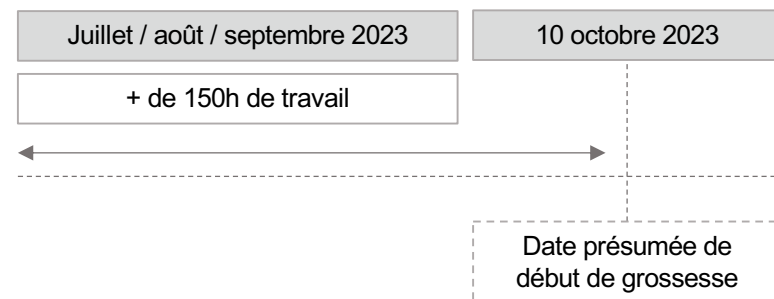 Juillet / août / septembre 2023
10 octobre 2023
+ de 150h de travail
Date présumée de
début de grossesse